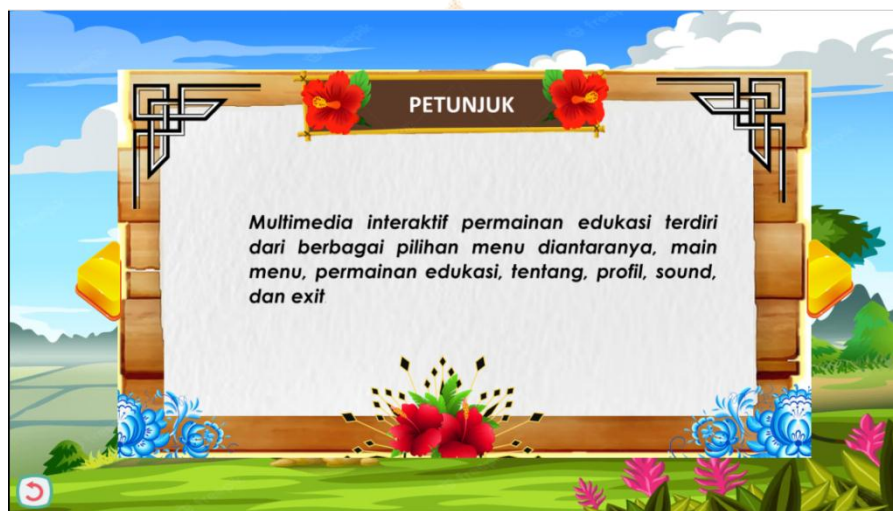 PETUNJUK
Multimedia interaktif permainan edukasi terdiri
dari berbagai pilihan menu diantaranya, main
menu, permainan edukasi, tentang, profil, sound,
dan exit